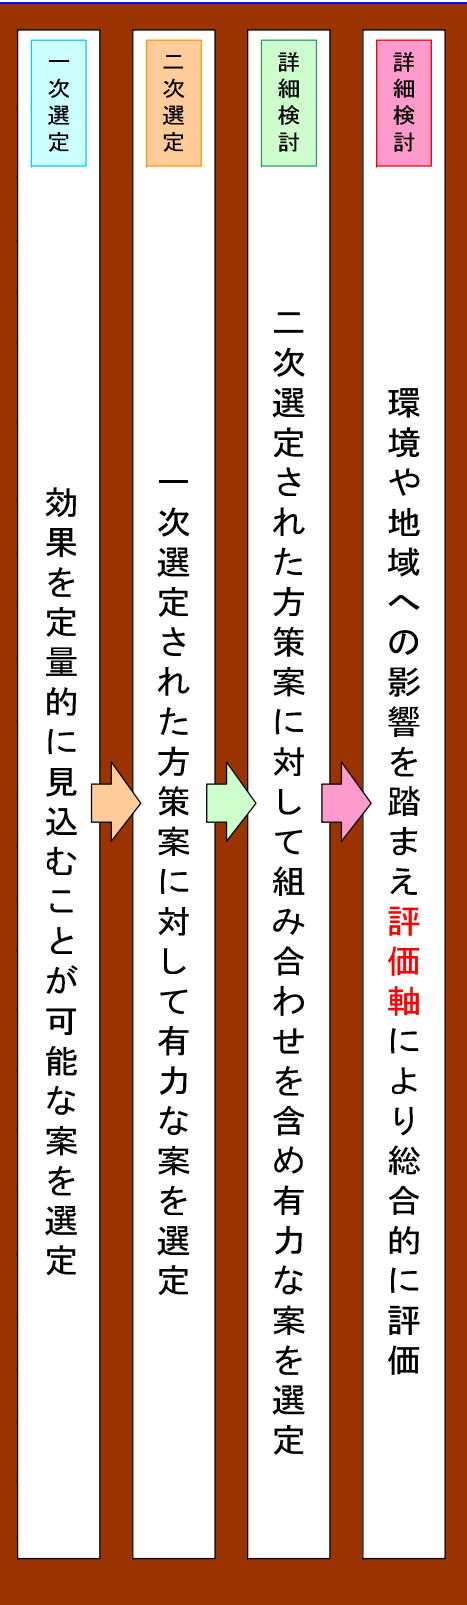 一次選定
効果を定量的に見込むことが可能な案を選定
二次選定
一次選定された方策案に対して有力な案を選定
詳細検討
二次選定された方策案に対して組み合わせを含め有力な案を選定
詳細検討
環境や地域への影響を踏まえ評価軸により総合的に評価